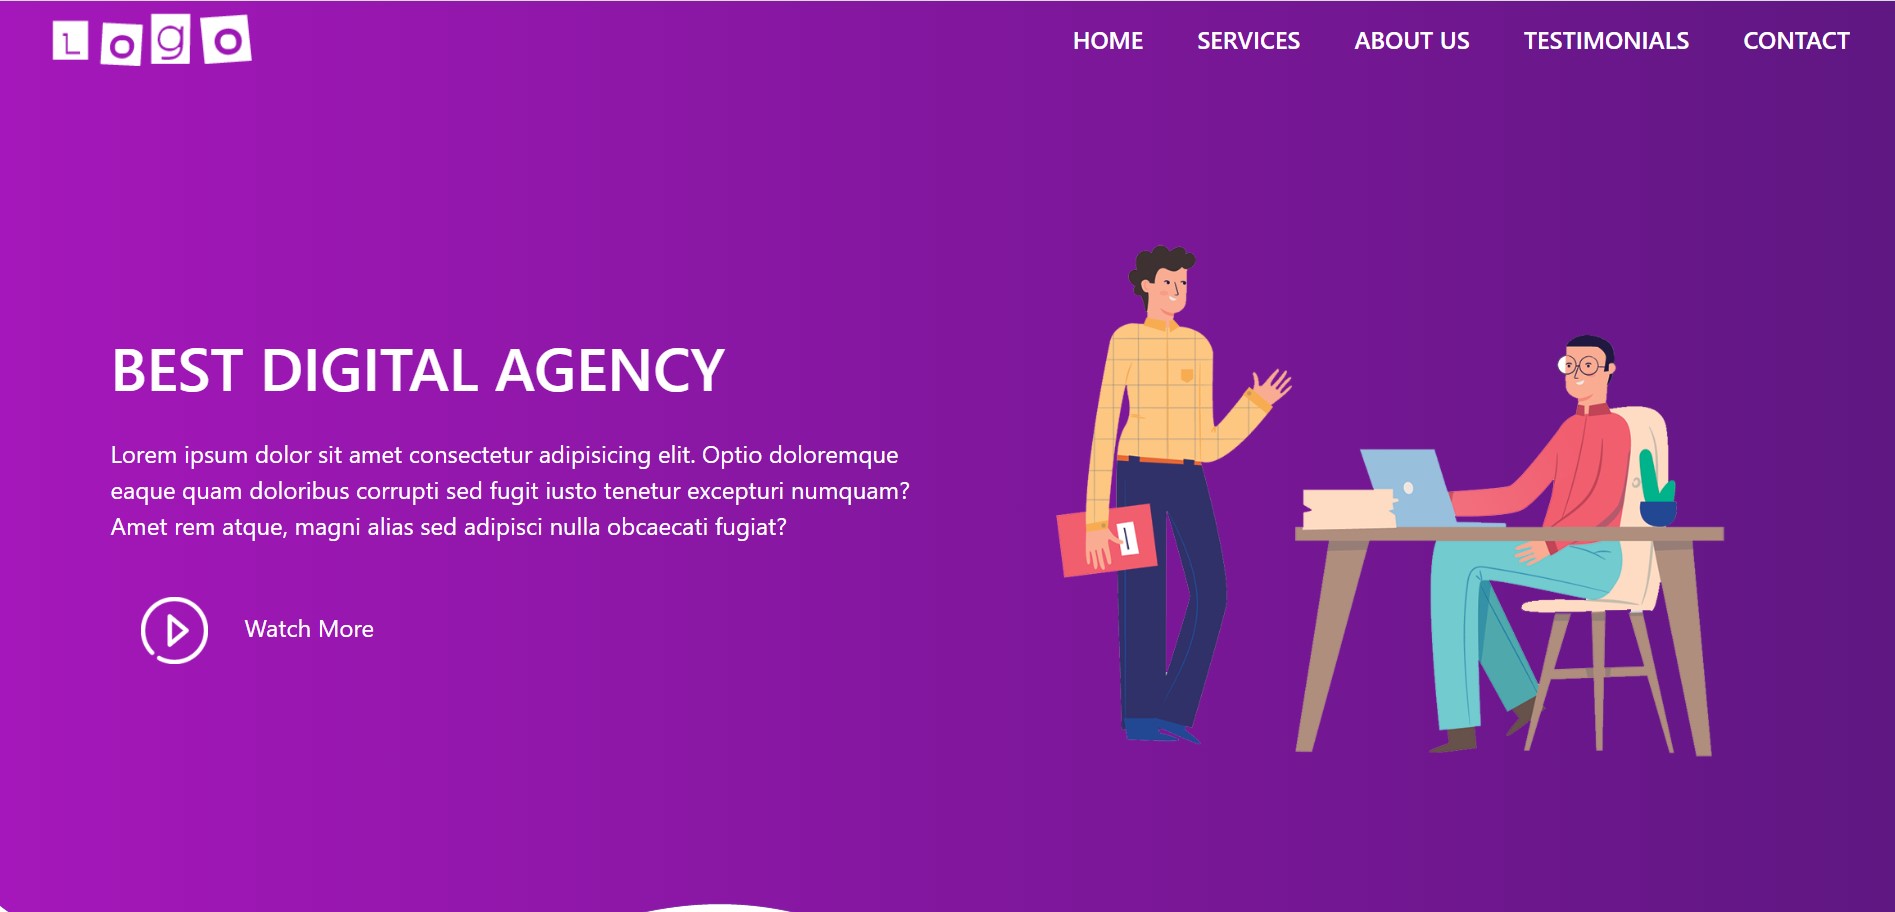 Logo
HOME SERVICES ABOUT US TESTIMONIALS CONTACT
BEST DIGITAL AGENCY
Lorem ipsum dolor sit amet consectetur adipisicing elit. Optio doloremque
eaque quam doloribus corrupti sed fugit iusto tenetur excepturi numquam?
Amet rem atque, magni alias sed adipisci nulla obcaecati fugiat?
Watch More